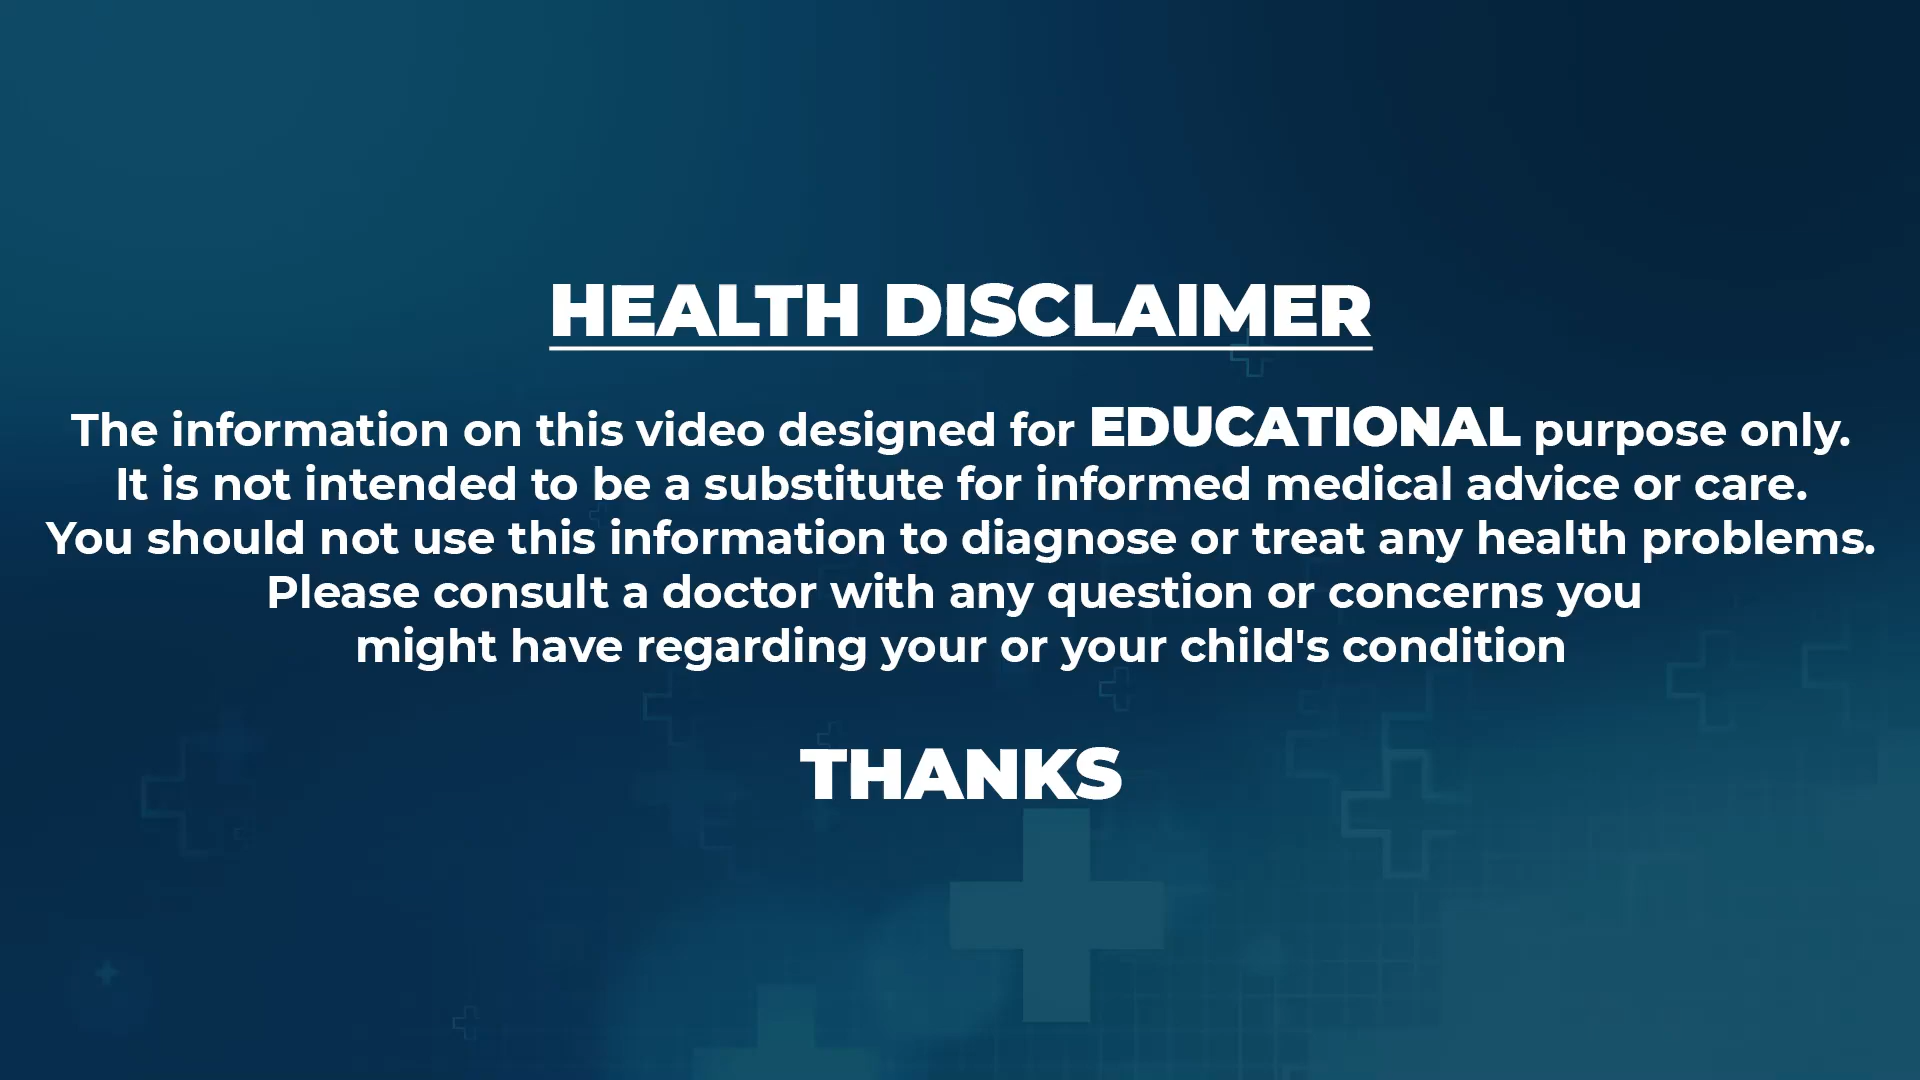 HEALTH DISCLAIMER
The information on this video designed for EDUCATIONAL purpose only.
It is not intended to be a substitute for informed medical advice or care.
You should not use this information to diagnose or treat any health problems.
Please consult a doctor with any question or concerns you
might have regarding your or your child's condition
THANKS